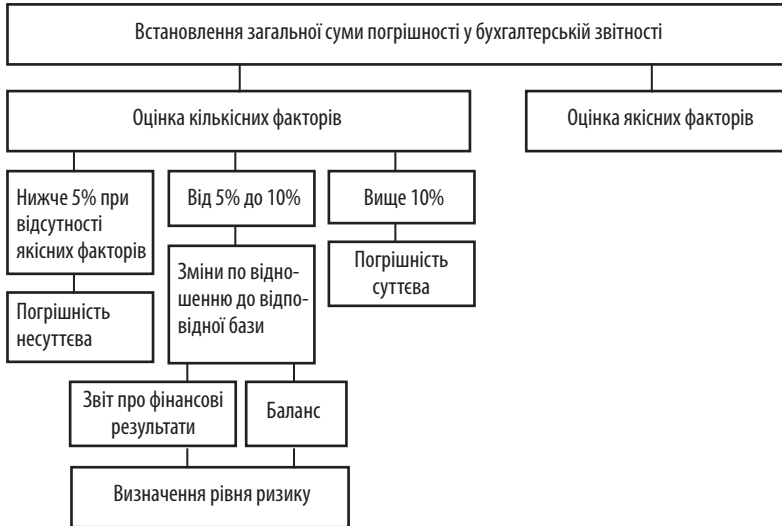 Встановлення загальної суми погрішності у бухгалтерській звітності
Оцінка кількісних факторів
Оцінка якісних факторів
Нижче 5% при
відсутності
якісних факторів
Від 5% до 10%
Вище 10%
Зміни по відно-
шенню до відпо-
відної бази
Погрішність
суттєва
Погрішність
несуттєва
Звіт про фінансові
результати
Баланс
Визначення рівня ризику